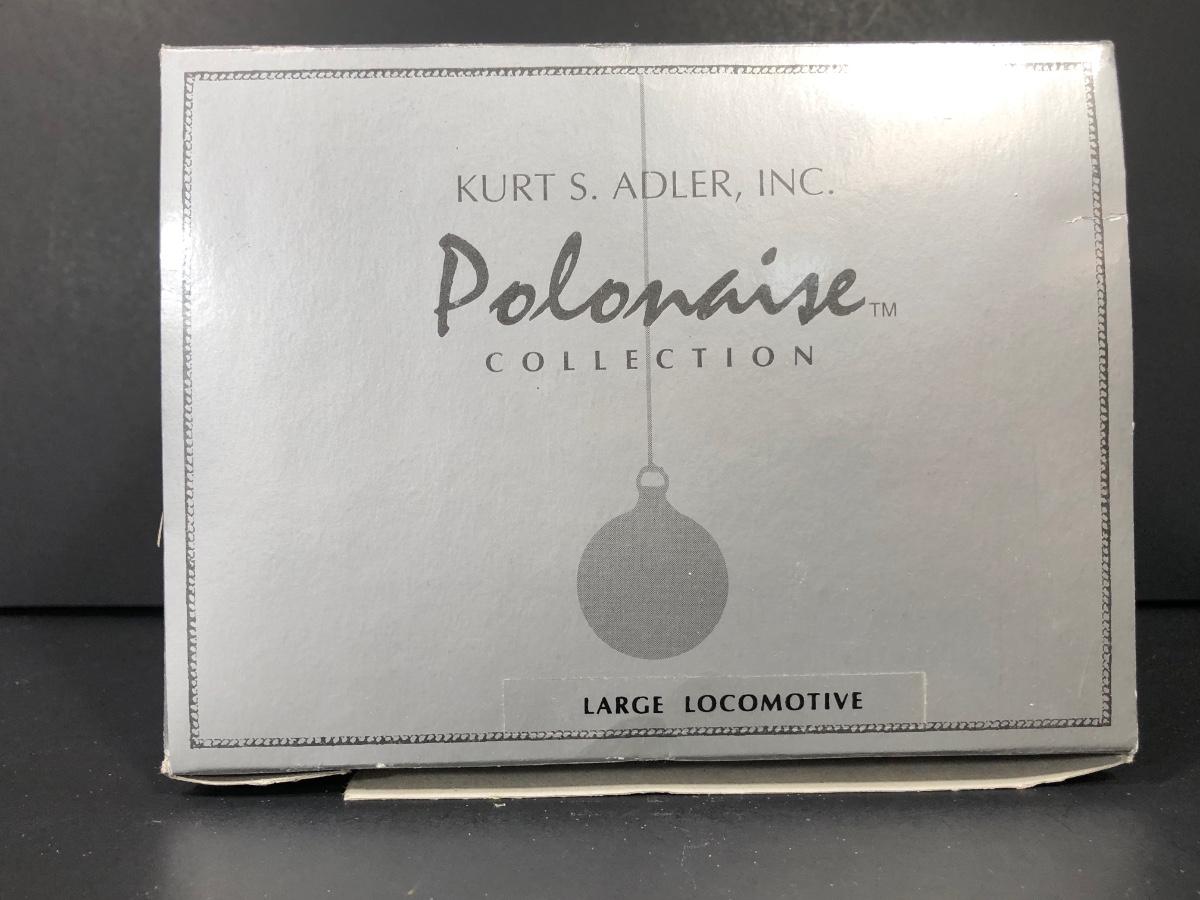 KURT S. ADLER, INC.
Polonaise™
COLLECTION
LARGE LOCOMOTIVE